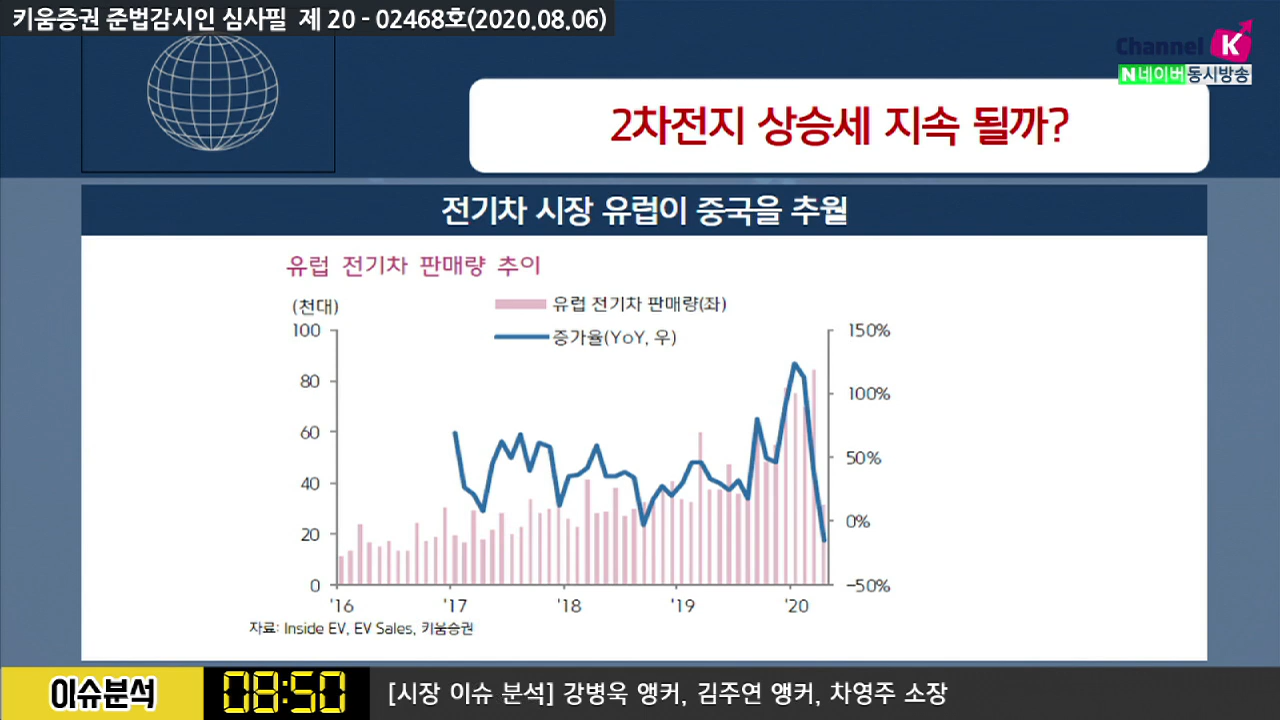 키움증권 준법감시인 심사필 제 20 - 02468호(2020.08.06)
Channel K
N네이버동시방송
2차전지 상승세 지속 될까?
전기차 시장 유럽이 중국을 추월
유럽 전기차 판매량 추이
(천대)
유럽 전기차 판매량(좌)
증가율(YoY, 우)
100
80
60
40
20
0
150%
100%
50%
0%
-50%
'16 '17 '18 '19 '20
자료: Inside EV, EV Sales, 키움증권
이슈분석
08:50
[시장 이슈 분석] 강병욱 앵커, 김주연 앵커, 차영주 소장